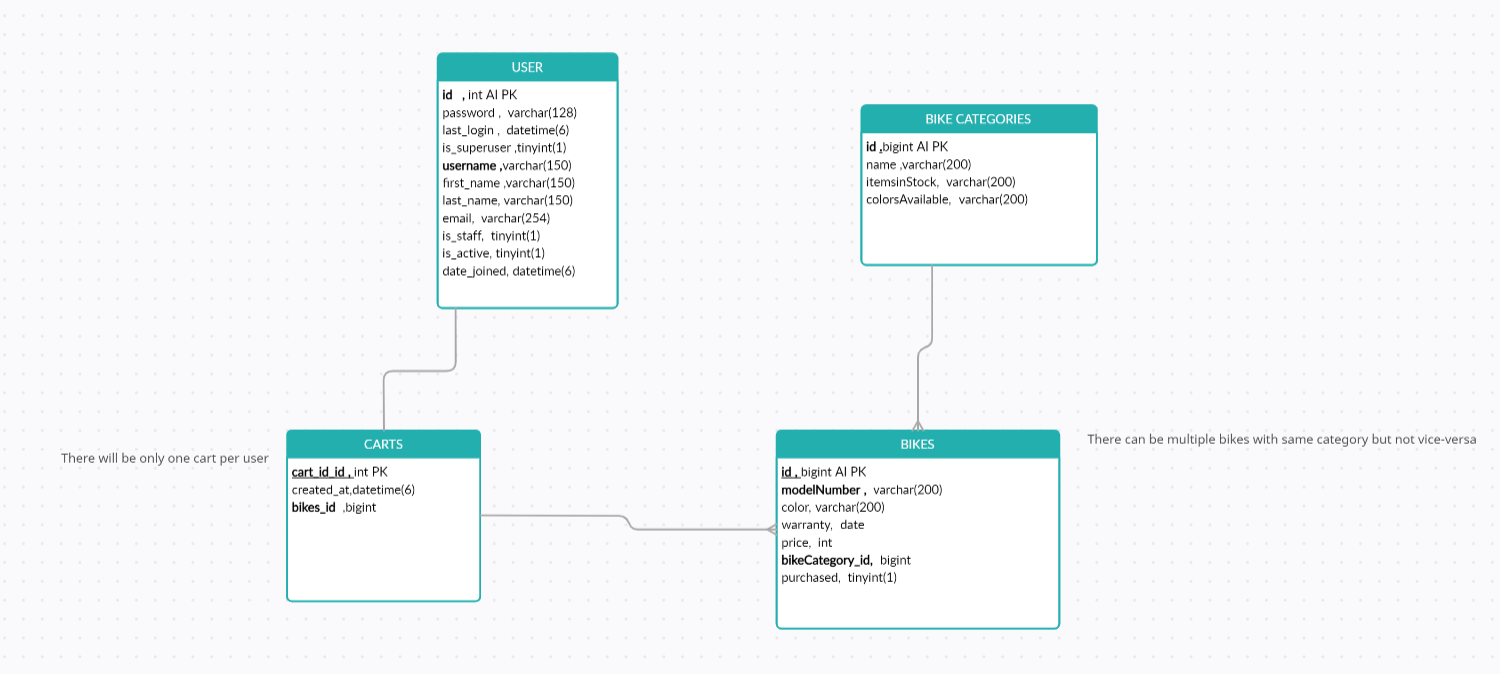 USER
id , int AI PK
password , varchar(128)
last_login , datetime(6)
is_superuser ,tinyint(1)
username ,varchar(150)
first_name ,varchar(150)
last_name, varchar(150)
email, varchar(254)
is_staff, tinyint(1)
is_active, tinyint(1)
date_joined, datetime(6)
BIKE CATEGORIES
id ,bigint AI PK
name ,varchar(200)
itemsinStock, varchar(200)
colorsAvailable, varchar(200)
There will be only one cart per user
CARTS
cart_id_id , int PK
created_at,datetime(6)
bikes_id ,bigint
BIKES
id , bigint AI PK
modelNumber , varchar(200)
color, varchar(200)
warranty, date
price, int
bikeCategory_id, bigint
purchased, tinyint(1)
There can be multiple bikes with same category but not vice-versa